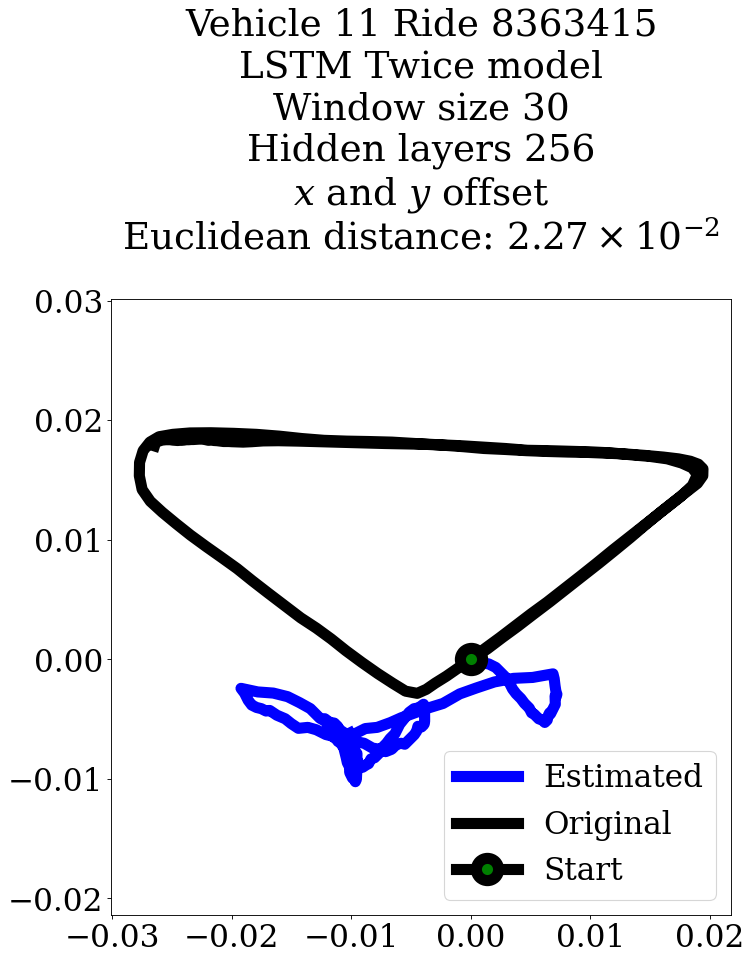 Vehicle 11 Ride 8363415
LSTM Twice model
Window size 30
Hidden layers 256
x and y offset
Euclidean distance: 2.27 × 10⁻²
0.03
0.02
0.01
0.00
−0.01
−0.02
Estimated
Original
Start
−0.03 −0.02 −0.01 0.00 0.01 0.02